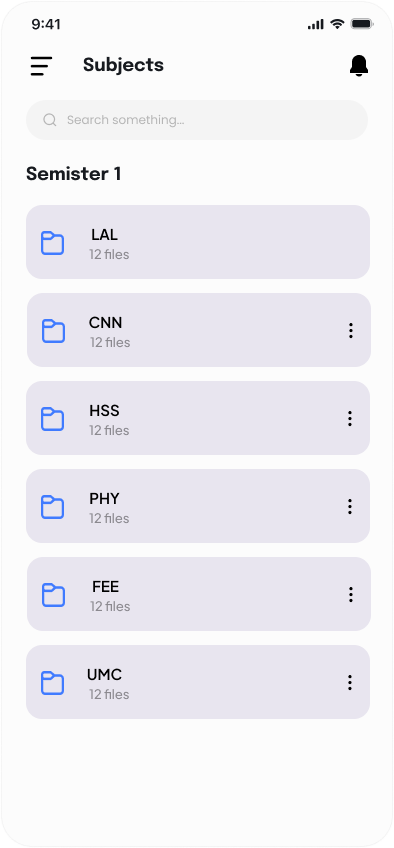 9:41
Subjects
Search something...
Semister 1
LAL
12 files
CNN
12 files
HSS
12 files
PHY
12 files
FEE
12 files
UMC
12 files